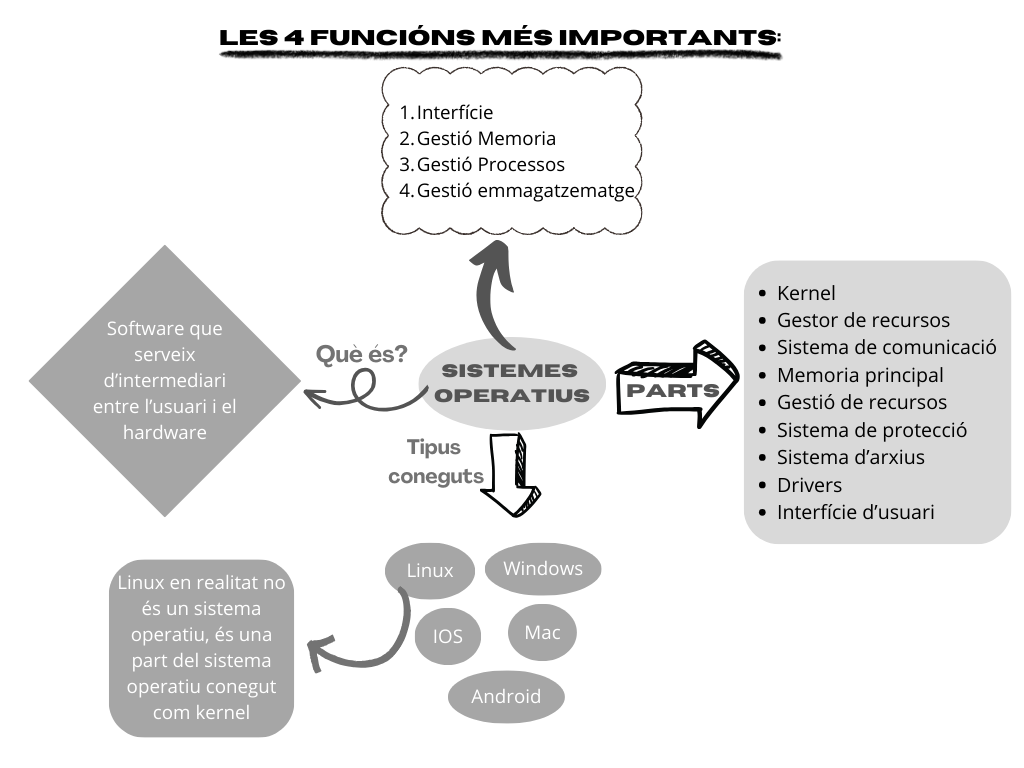 LES 4 FUNCIÓNS MÉS IMPORTANTS:
1. Interfície
2. Gestió Memoria
3. Gestió Processos
4. Gestió emmagatzematge
Software que
serveix
d'intermediari
entre l'usuari i el
hardware
Què és?
SISTEMES
OPERATIUS
PARTS
• Kernel
• Gestor de recursos
• Sistema de comunicació
• Memoria principal
• Gestió de recursos
• Sistema de protecció
• Sistema d'arxius
• Drivers
• Interfície d'usuari
Tipus
coneguts
Linux
Windows
IOS
Mac
Android
Linux en realitat no
és un sistema
operatiu, és una
part del sistema
operatiu conegut
com kernel